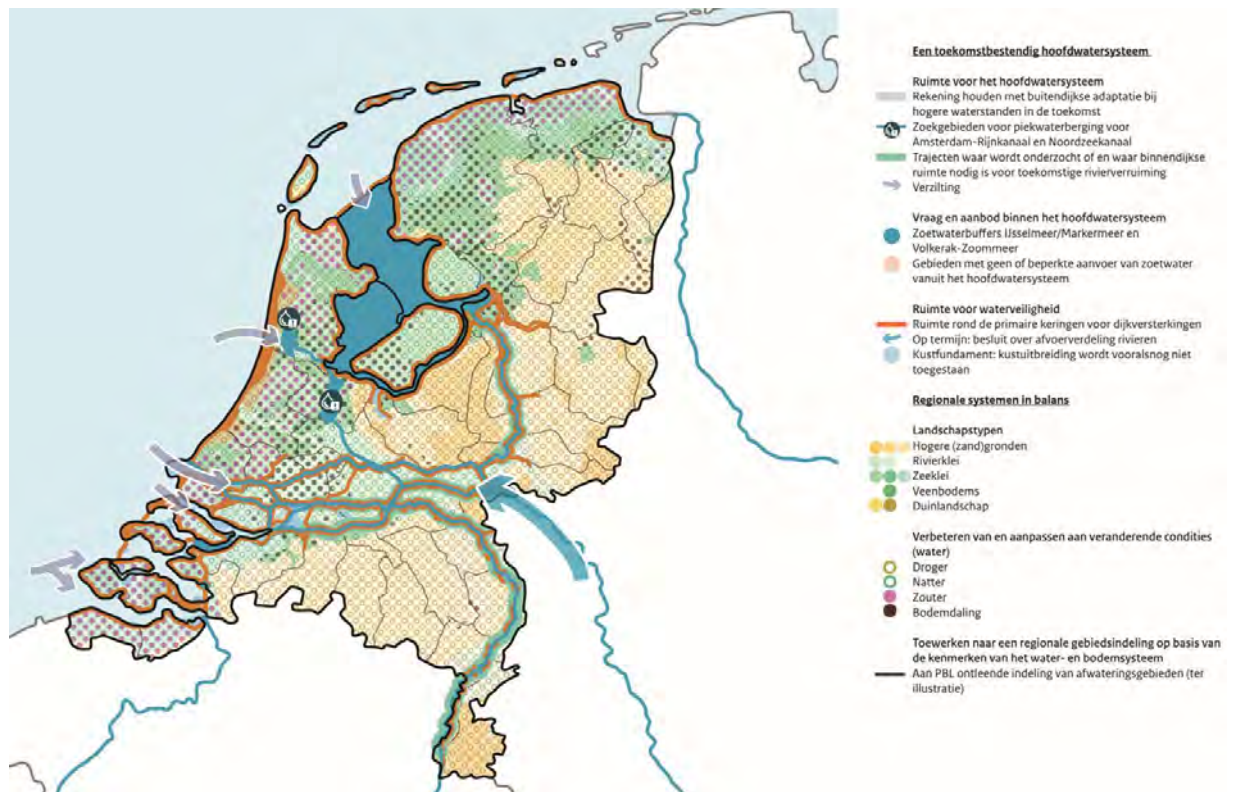 Een toekomstbestendig hoofdwatersysteem
Ruimte voor het hoofdwatersysteem
Rekening houden met buitendijkse adaptatie bij
hogere waterstanden in de toekomst
Zoekgebieden voor piekwaterberging voor
Amsterdam-Rijnkanaal en Noordzeekanaal
Trajecten waar wordt onderzocht of en waar binnendijkse
ruimte nodig is voor toekomstige rivierverruiming
Verzilting
Vraag en aanbod binnen het hoofdwatersysteem
Zoetwaterbuffers IJsselmeer/Markermeer en
Volkerak-Zoommeer
Gebieden met geen of beperkte aanvoer van zoetwater
vanuit het hoofdwatersysteem
Ruimte voor waterveiligheid
Ruimte rond de primaire keringen voor dijkversterkingen
Op termijn: besluit over afvoerverdeling rivieren
Kustfundament: kustuitbreiding wordt vooralsnog niet
toegestaan
Regionale systemen in balans
Landschapstypen
Hogere (zand)gronden
Rivierklei
Zeeklei
Veenbodems
Duinlandschap
Verbeteren van en aanpassen aan veranderende condities
(water)
Droger
Natter
Zouter
Bodemdaling
Toewerken naar een regionale gebiedsindeling op basis van
de kenmerken van het water- en bodemsysteem
Aan PBL ontleende indeling van afwateringsgebieden (ter
illustratie)